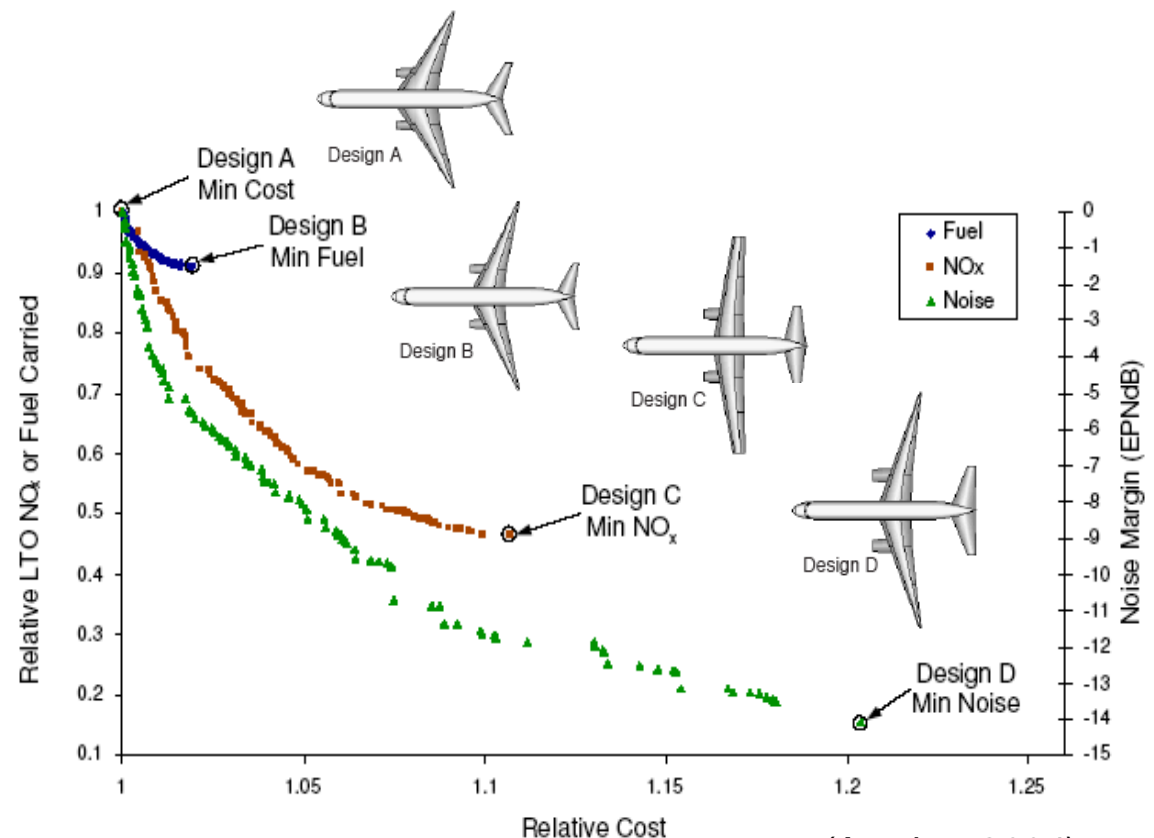 Design A
Design A
Min Cost
Design B
Min Fuel
Design B
Design C
Design D
Fuel
NOx
Noise
Design C
Min NOx
Design D
Min Noise
1
0.9
0.8
0.7
0.6
0.5
0.4
0.3
0.2
0.1
Relative LTO NOx or Fuel Carried
0
-1
-2
-3
-4
-5
-6
-7
-8
-9
-10
-11
-12
-13
-14
-15
Noise Margin (EPNdB)
1
1.05
1.1
1.15
1.2
1.25
Relative Cost